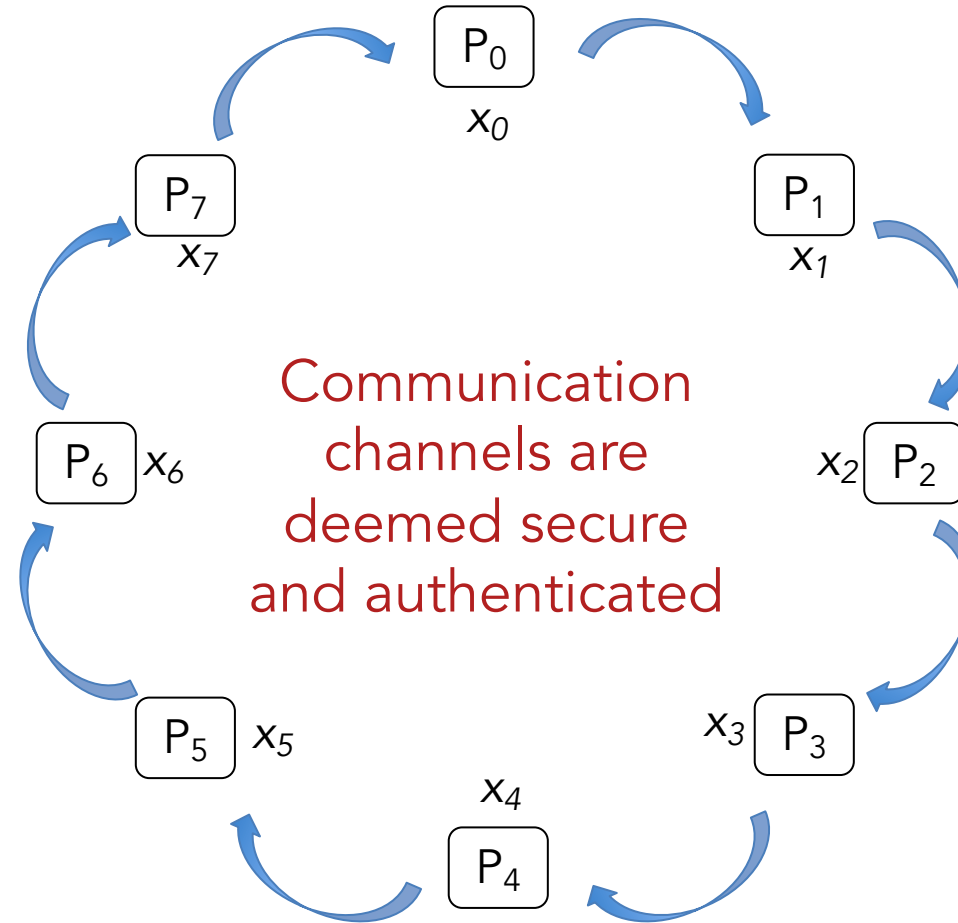 P₀
x₀
P₇
x₇
P₁
x₁
Communication
channels are
deemed secure
and authenticated
P₆ x₆
x₂ P₂
P₅ x₅
x₃ P₃
x₄
P₄